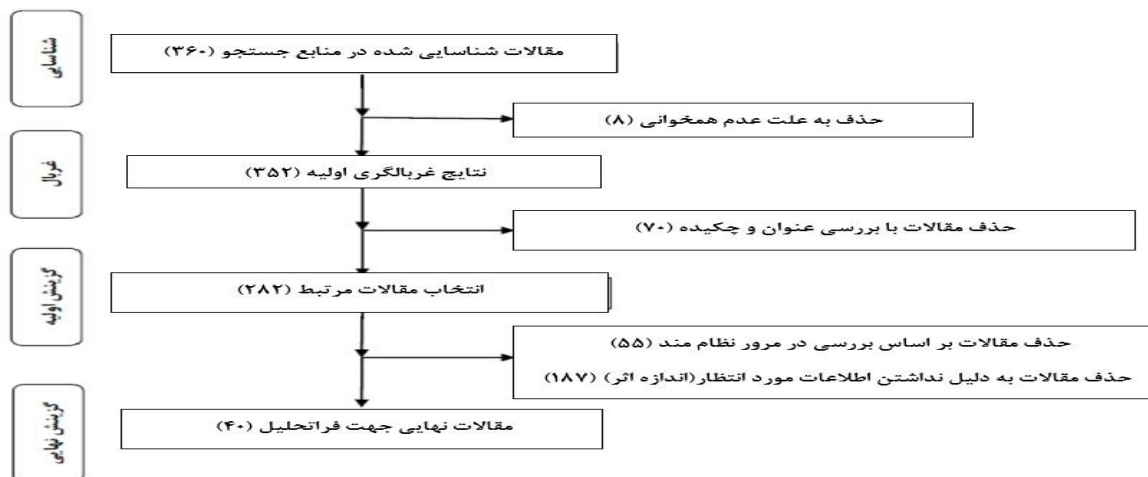 شناسایی
مقالات شناسایی شده در منابع جستجو (۳۶۰)
حذف به علت عدم همخوانی (۸)
غربال
نتایج غربالگری اولیه (۳۵۲)
حذف مقالات با بررسی عنوان و چکیده (۷۰)
گزینش اولیه
انتخاب مقالات مرتبط (۲۸۲)
حذف مقالات بر اساس بررسی در مرور نظام مند (۵۵)
حذف مقالات به دلیل نداشتن اطلاعات مورد انتظار(اندازه اثر) (۱۸۷)
گزینش نهایی
مقالات نهایی جهت فراتحلیل (۴۰)